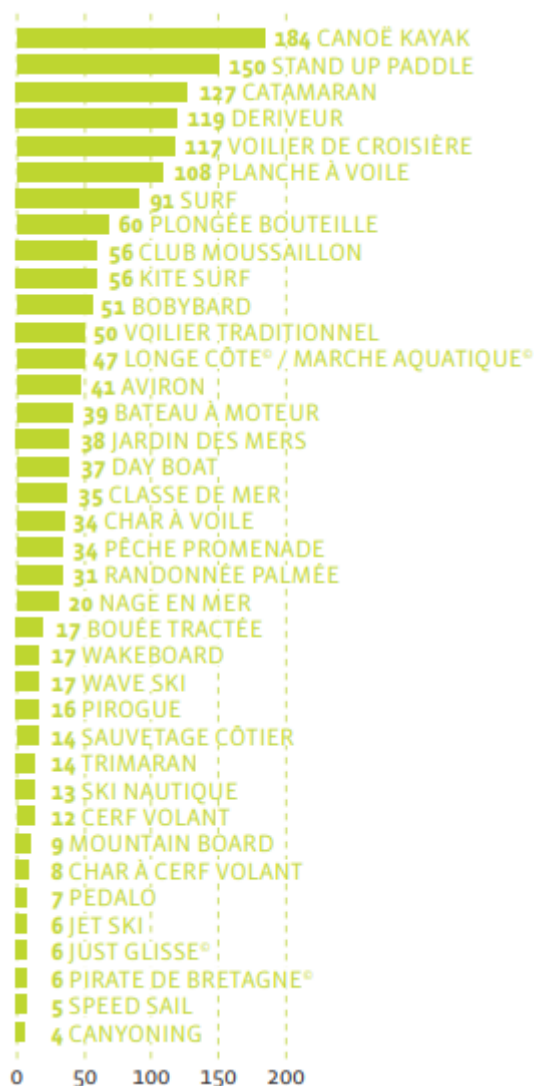 184 CANOË KAYAK
150 STAND UP PADDLE
127 CATAMARAN
119 DERIVEUR
117 VOILIER DE CROISIÈRE
108 PLANCHE À VOILE
91 SURF
60 PLONGÉE BOUTEILLE
56 CLUB MOUSSAILLON
56 KITE SURF
51 BOBYBARD
50 VOILIER TRADITIONNEL
47 LONGE CÔTE© / MARCHE AQUATIQUE©
41 AVIRON
39 BATEAU À MOTEUR
38 JARDIN DES MERS
37 DAY BOAT
35 CLASSE DE MER
34 CHAR À VOILE
34 PÊCHE PROMENADE
31 RANDONNÉE PALMÉE
20 NAGE EN MER
17 BOUÉE TRACTÉE
17 WAKEBOARD
17 WAVE SKI
16 PIROGUE
14 SAUVETAGE CÔTIER
14 TRIMARAN
13 SKI NAUTIQUE
12 CERF VOLANT
9 MOUNTAIN BOARD
8 CHAR À CERF VOLANT
7 PEDALO
6 JET SKI
6 JUST GLISSE©
6 PIRATE DE BRETAGNE©
5 SPEED SAIL
4 CANYONING
0 50 100 150 200